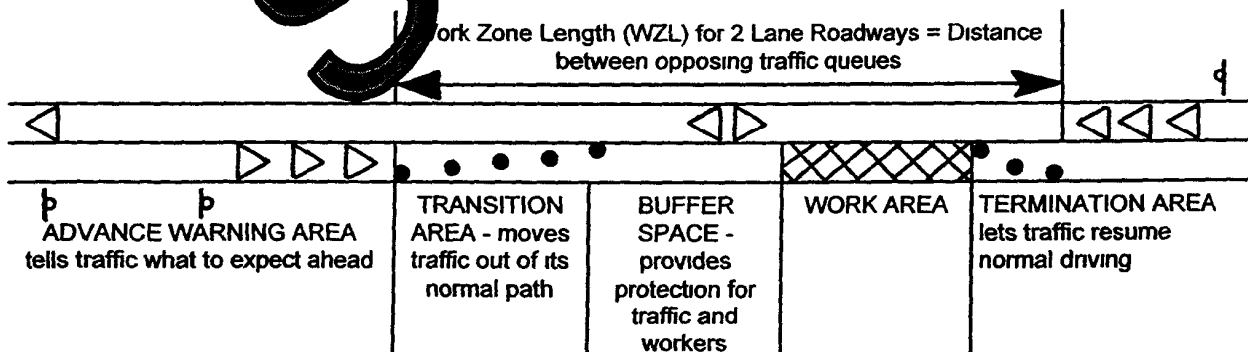 ork Zone Length (WZL) for 2 Lane Roadways = Distance
between opposing traffic queues
ADVANCE WARNING AREA
tells traffic what to expect ahead
TRANSITION
AREA - moves
traffic out of its
normal path
BUFFER
SPACE -
provides
protection for
traffic and
workers
WORK AREA
TERMINATION AREA
lets traffic resume
normal driving